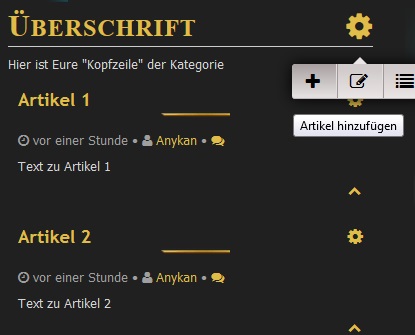 Überschrift
Hier ist Eure "Kopfzeile" der Kategorie
Artikel 1
Artikel hinzufügen
vor einer Stunde • Anykan •
Text zu Artikel 1
Artikel 2
vor einer Stunde • Anykan •
Text zu Artikel 2